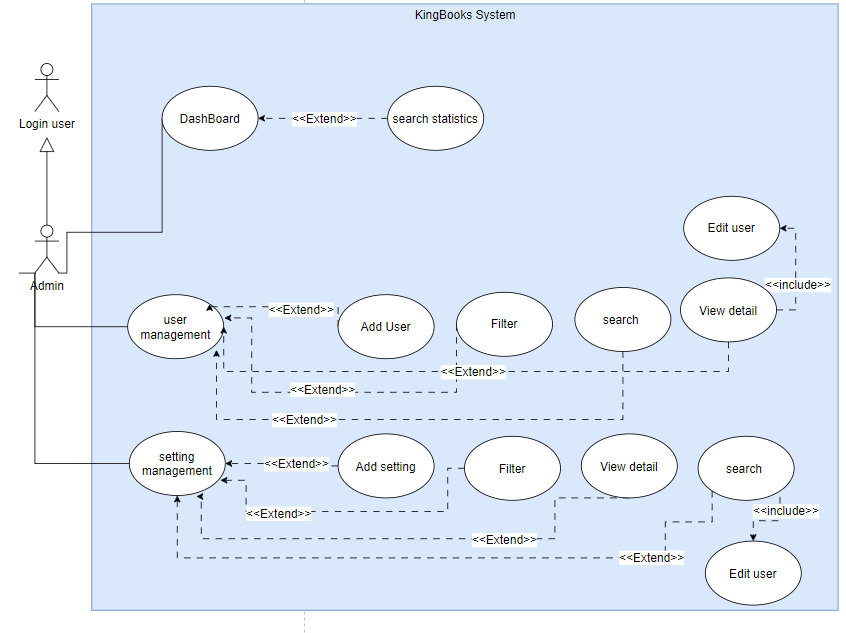 KingBooks System
Login user
DashBoard
<<Extend>>
search statistics
Admin
Edit user
<<include>>
user
management
<<Extend>>
Add User
Filter
search
View detail
<<Extend>>
<<Extend>>
<<Extend>>
setting
management
<<Extend>>
Add setting
Filter
View detail
search
<<Extend>>
<<include>>
<<Extend>>
<<Extend>>
Edit user